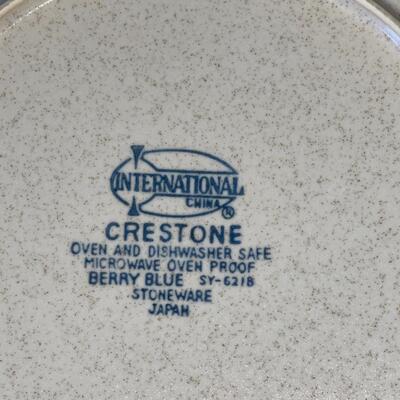 INTERNATIONAL
CHINA ®
CRESTONE
OVEN AND DISHWASHER SAFE
MICROWAVE OVEN PROOF
BERRY BLUE SY-6218
STONEWARE
JAPAN